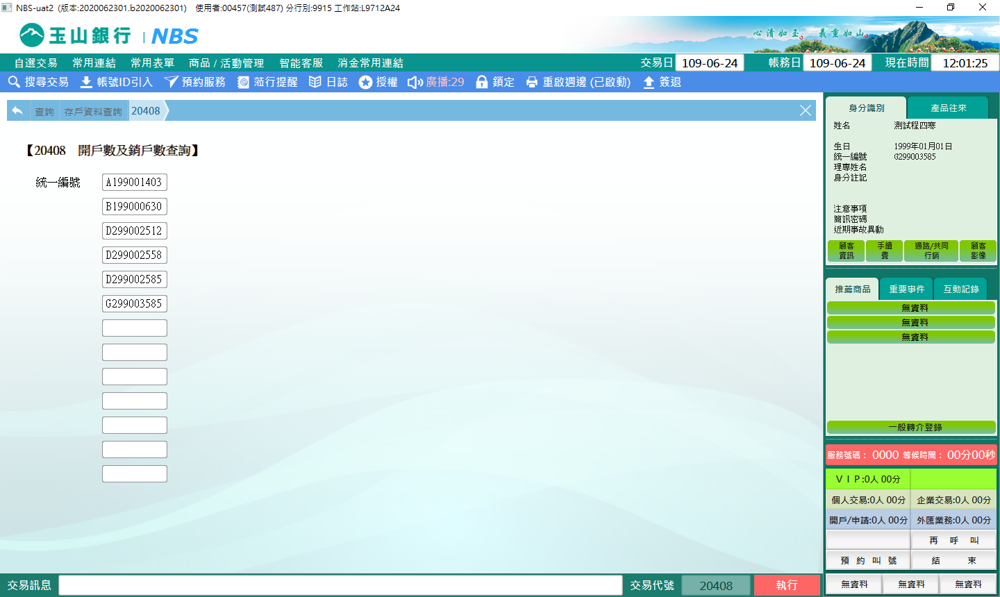 NBS-uat2 (版本:2020062301.b2020062301) 使用者:00457(測試487) 分行別:9915 工作站:L9712A24
玉山銀行 NBS
心清如玉。義重如山。
自選交易 常用連結 常用表單 商品 / 活動管理 智能客服 消金常用連結 交易日 109-06-24 帳務日 109-06-24 現在時間 12:01:25
搜尋交易 帳號ID引入 預約服務 蒞行提醒 日誌 授權 廣播:29 鎖定 重啟週邊 (已啟動) 簽退
查詢 存戶資料查詢 20408
【20408 開戶數及銷戶數查詢】
統一編號 A199001403
B199000630
D299002512
D299002558
D299002585
G299003585
身分識別 產品往來
姓名 測試程四寒
生日 1999年01月01日
統一編號 G299003585
理專姓名
身分註記
注意事項
簡訊密碼
近期事故異動
顧客資訊 手續費 通路/共同行銷 顧客影像
推薦商品 重要事件 互動記錄
無資料
無資料
無資料
一般轉介登錄
服務號碼： 0000 等候時間： 00分00秒
ＶＩＰ:0人 00分
個人交易:0人 00分 企業交易:0人 00分
開戶/申請:0人 00分 外匯業務:0人 00分
再 呼 叫
預 約 叫 號 結 束
無資料 無資料 無資料
交易訊息 交易代號 20408 執行